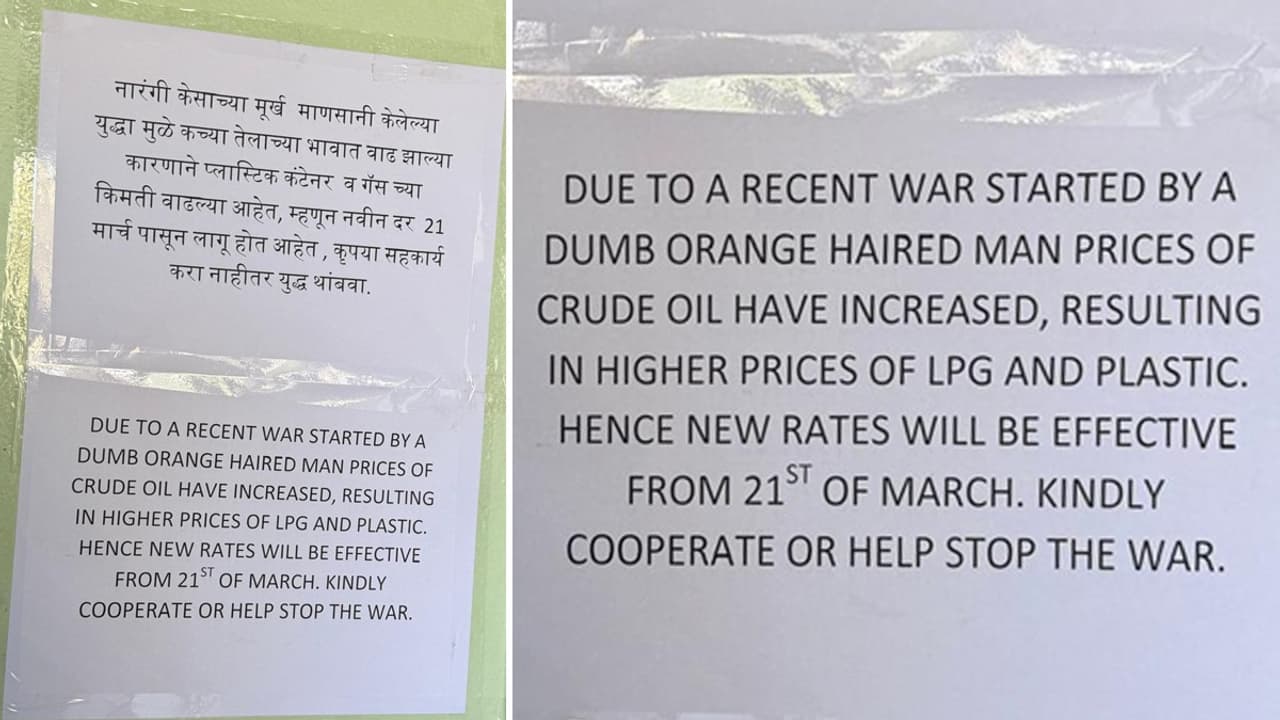 नारंगी केसाच्या मूर्ख माणसानी केलेल्या
युद्धा मुळे कच्या तेलाच्या भावात वाढ झाल्या
कारणाने प्लास्टिक कंटेनर व गॅस च्या
किमती वाढल्या आहेत, म्हणून नवीन दर 21
मार्च पासून लागू होत आहेत , कृपया सहकार्य
करा नाहीतर युद्ध थांबवा.
DUE TO A RECENT WAR STARTED BY A
DUMB ORANGE HAIRED MAN PRICES OF
CRUDE OIL HAVE INCREASED, RESULTING
IN HIGHER PRICES OF LPG AND PLASTIC.
HENCE NEW RATES WILL BE EFFECTIVE
FROM 21ST OF MARCH. KINDLY
COOPERATE OR HELP STOP THE WAR.
DUE TO A RECENT WAR STARTED BY A
DUMB ORANGE HAIRED MAN PRICES OF
CRUDE OIL HAVE INCREASED, RESULTING
IN HIGHER PRICES OF LPG AND PLASTIC.
HENCE NEW RATES WILL BE EFFECTIVE
FROM 21ST OF MARCH. KINDLY
COOPERATE OR HELP STOP THE WAR.